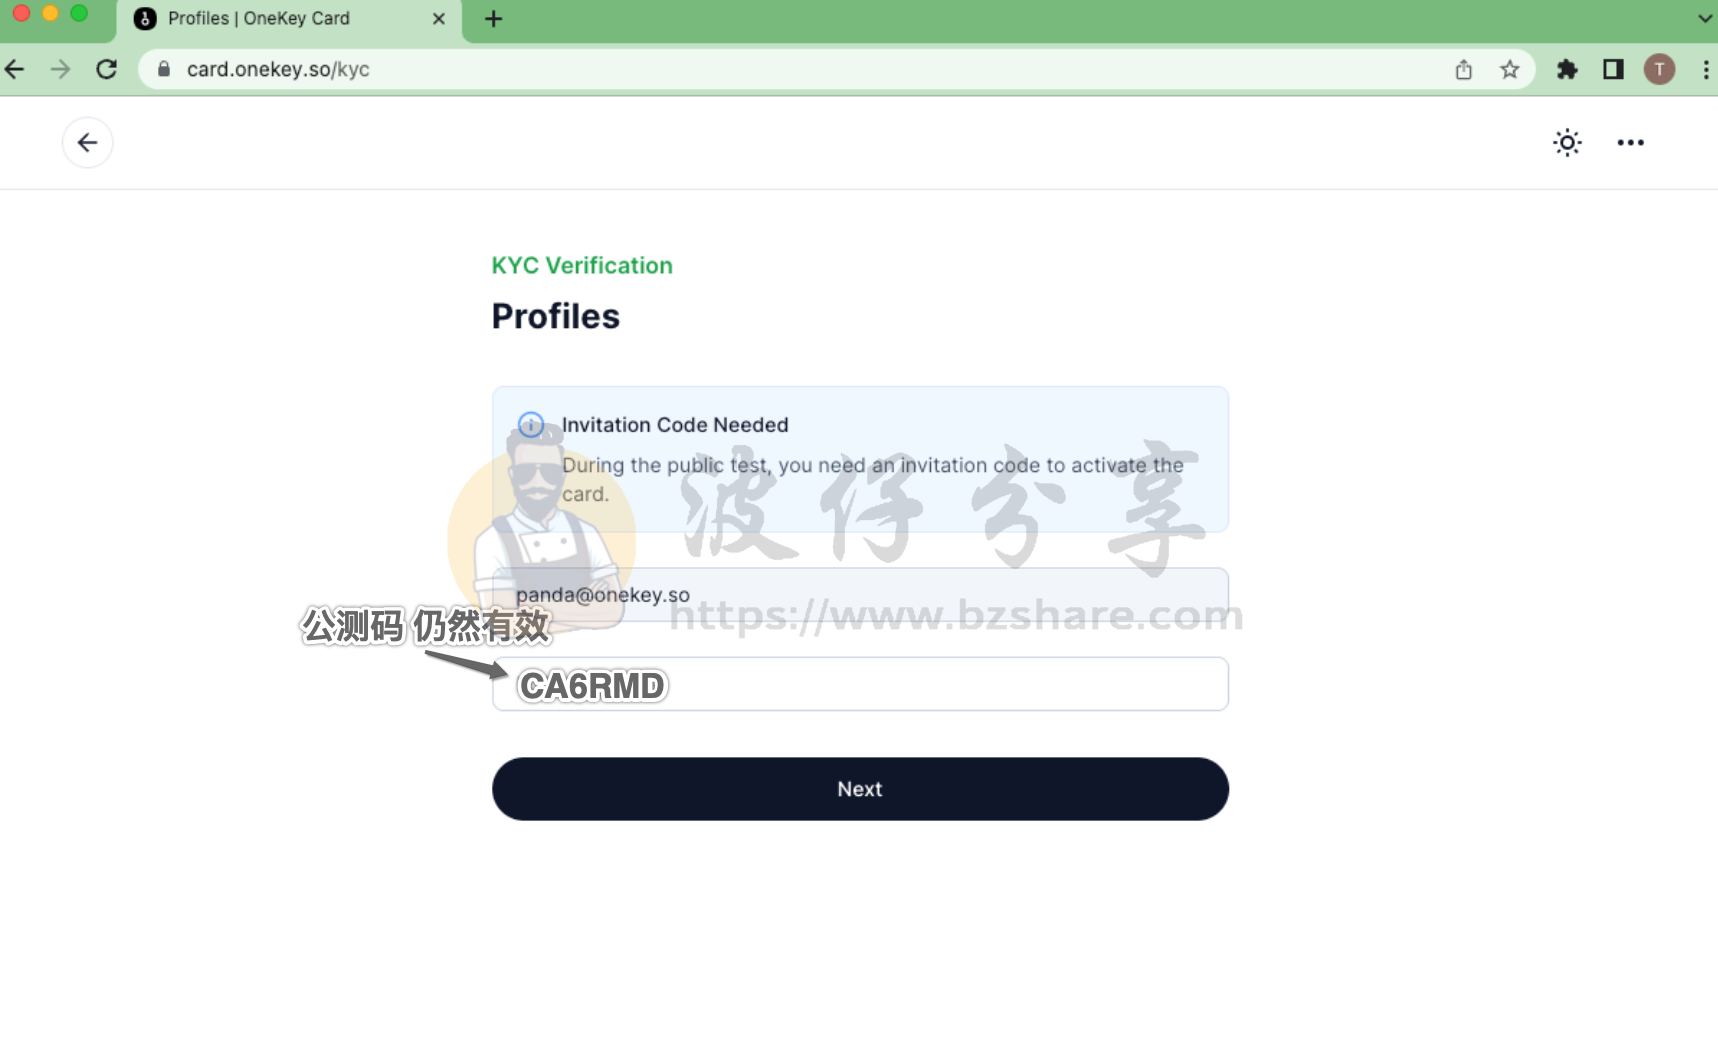 Profiles | OneKey Card
card.onekey.so/kyc
T
KYC Verification
Profiles
Invitation Code Needed
During the public test, you need an invitation code to activate the
card.
波仔分享
panda@onekey.so
https://www.bzshare.com
公测码 仍然有效
CA6RMD
Next